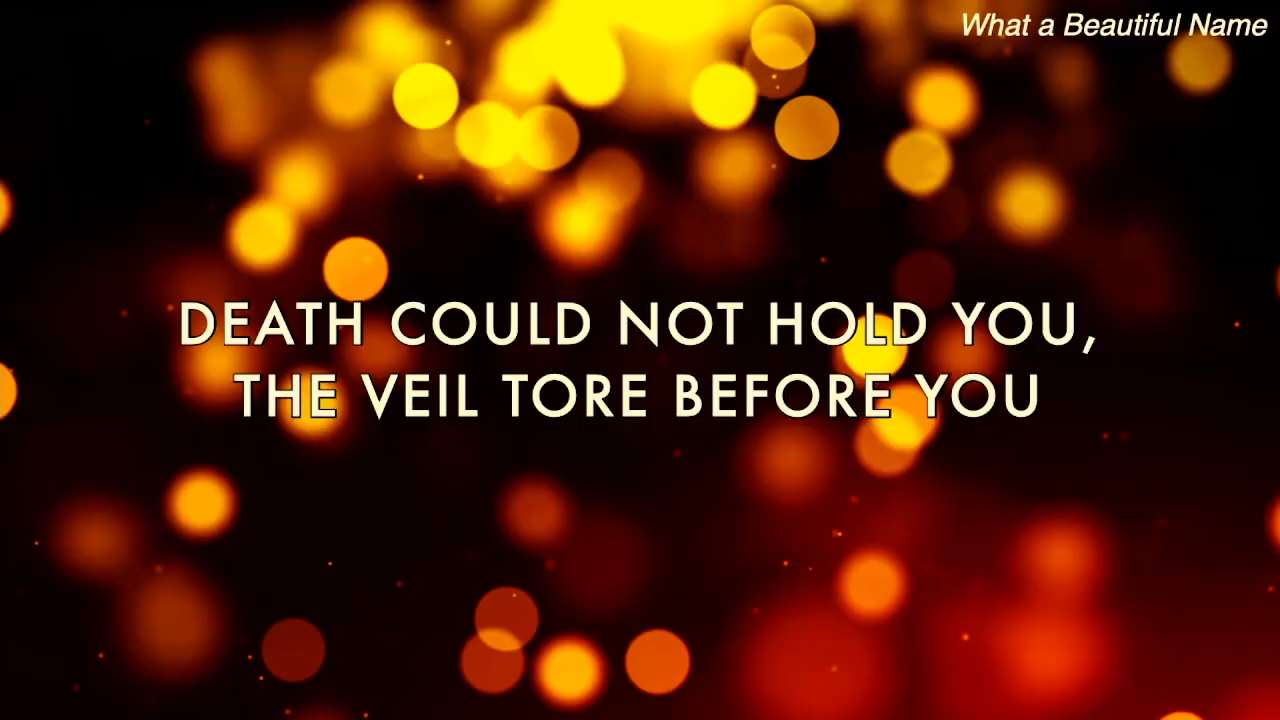 What a Beautiful Name
DEATH COULD NOT HOLD YOU,
THE VEIL TORE BEFORE YOU